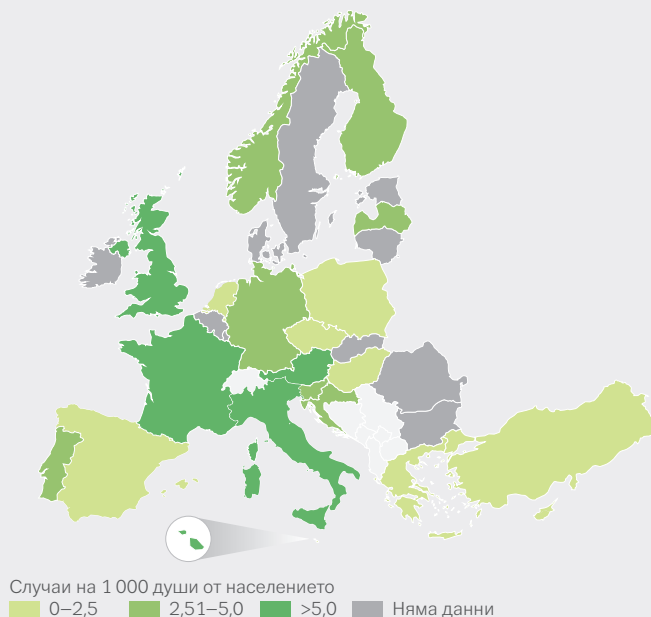 Случаи на 1 000 души от населението
0–2,5 2,51–5,0 >5,0 Няма данни